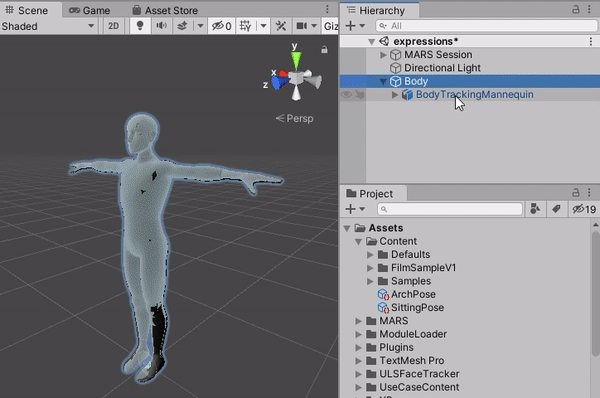 Scene
Game
Asset Store
Shaded
2D
0
Giz
y
x
z
Persp
Hierarchy
All
expressions*
MARS Session
Directional Light
Body
BodyTrackingMannequin
Project
19
Assets
Content
Defaults
FilmSampleV1
Samples
ArchPose
SittingPose
MARS
ModuleLoader
Plugins
TextMesh Pro
ULSFaceTracker
UseCaseContent